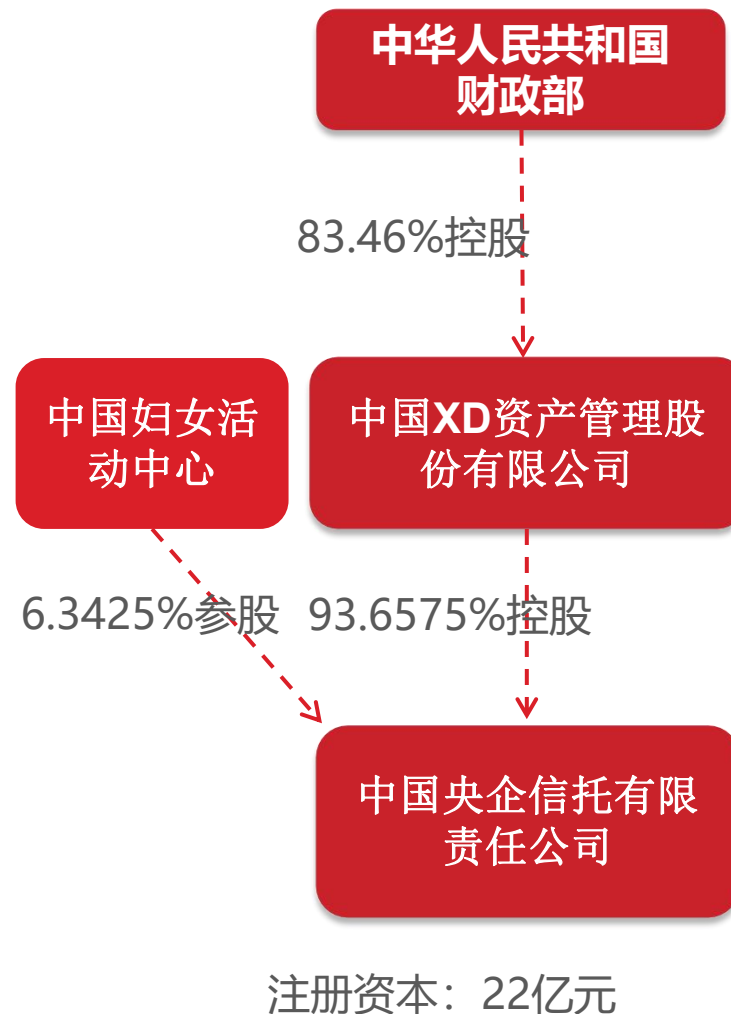 中华人民共和国
财政部
83.46%控股
中国妇女活
动中心
中国XD资产管理股
份有限公司
6.3425%参股
93.6575%控股
中国央企信托有限
责任公司
注册资本：22亿元